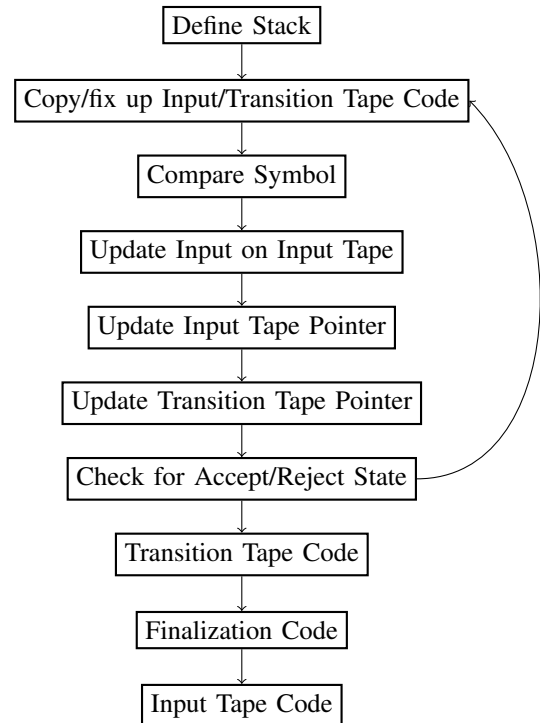 Define Stack
Copy/fix up Input/Transition Tape Code
Compare Symbol
Update Input on Input Tape
Update Input Tape Pointer
Update Transition Tape Pointer
Check for Accept/Reject State
Transition Tape Code
Finalization Code
Input Tape Code